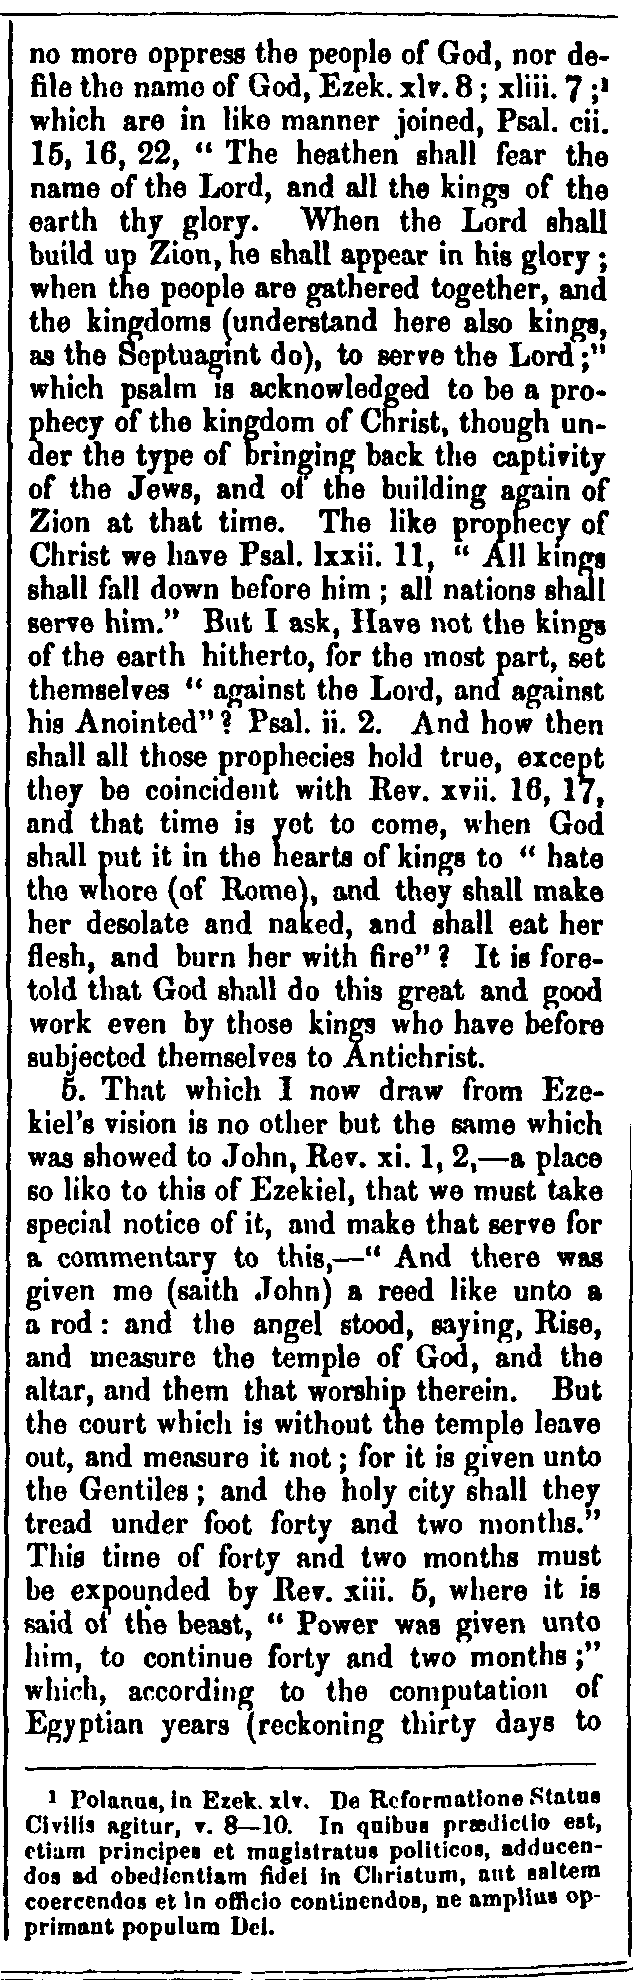 no more oppress the people of God, nor de-
file the name of God, Ezek. xlv. 8 ; xliii. 7 ;¹
which are in like manner joined, Psal. cii.
15, 16, 22, “ The heathen shall fear the
name of the Lord, and all the kings of the
earth thy glory. When the Lord shall
build up Zion, he shall appear in his glory ;
when the people are gathered together, and
the kingdoms (understand here also kings,
as the Septuagint do), to serve the Lord ;”
which psalm is acknowledged to be a pro-
phecy of the kingdom of Christ, though un-
der the type of bringing back the captivity
of the Jews, and of the building again of
Zion at that time. The like prophecy of
Christ we have Psal. lxxii. 11, “ All kings
shall fall down before him ; all nations shall
serve him.” But I ask, Have not the kings
of the earth hitherto, for the most part, set
themselves “ against the Lord, and against
his Anointed” ? Psal. ii. 2. And how then
shall all those prophecies hold true, except
they be coincident with Rev. xvii. 16, 17,
and that time is yet to come, when God
shall put it in the hearts of kings to “ hate
the whore (of Rome), and they shall make
her desolate and naked, and shall eat her
flesh, and burn her with fire” ? It is fore-
told that God shall do this great and good
work even by those kings who have before
subjected themselves to Antichrist.
5. That which I now draw from Eze-
kiel’s vision is no other but the same which
was showed to John, Rev. xi. 1, 2,—a place
so like to this of Ezekiel, that we must take
special notice of it, and make that serve for
a commentary to this,—“ And there was
given me (saith John) a reed like unto a
a rod : and the angel stood, saying, Rise,
and measure the temple of God, and the
altar, and them that worship therein. But
the court which is without the temple leave
out, and measure it not ; for it is given unto
the Gentiles ; and the holy city shall they
tread under foot forty and two months.”
This time of forty and two months must
be expounded by Rev. xiii. 5, where it is
said of the beast, “ Power was given unto
him, to continue forty and two months ;”
which, according to the computation of
Egyptian years (reckoning thirty days to
¹ Polanus, in Ezek. xlv. De Reformatione Status
Civilis agitur, v. 8—10. In quibus prædictio est,
etiam principes et magistratus politicos, adducen-
dos ad obedientiam fidei in Christum, aut saltem
coercendos et in officio continendos, ne amplius op-
primant populum Dei.